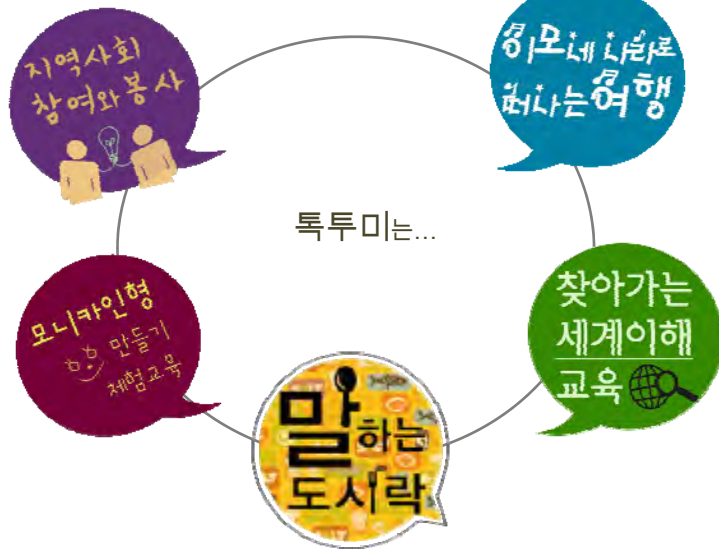 지역사회
참여와 봉사
이모네 나라로
떠나는 여행
톡투미는...
모니카인형
만들기
체험교육
찾아가는
세계이해
교육
말하는
도시락